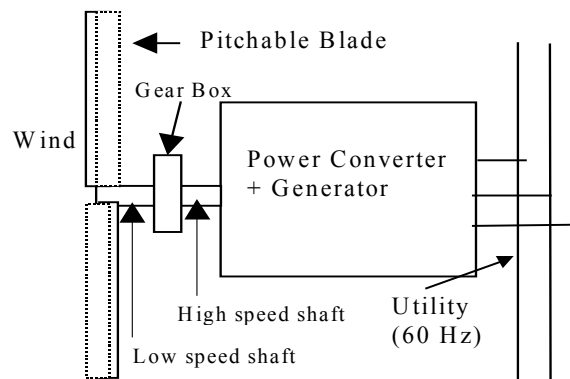 Pitchable Blade
Gear Box
Wind
Power Converter
+ Generator
High speed shaft
Utility
(60 Hz)
Low speed shaft